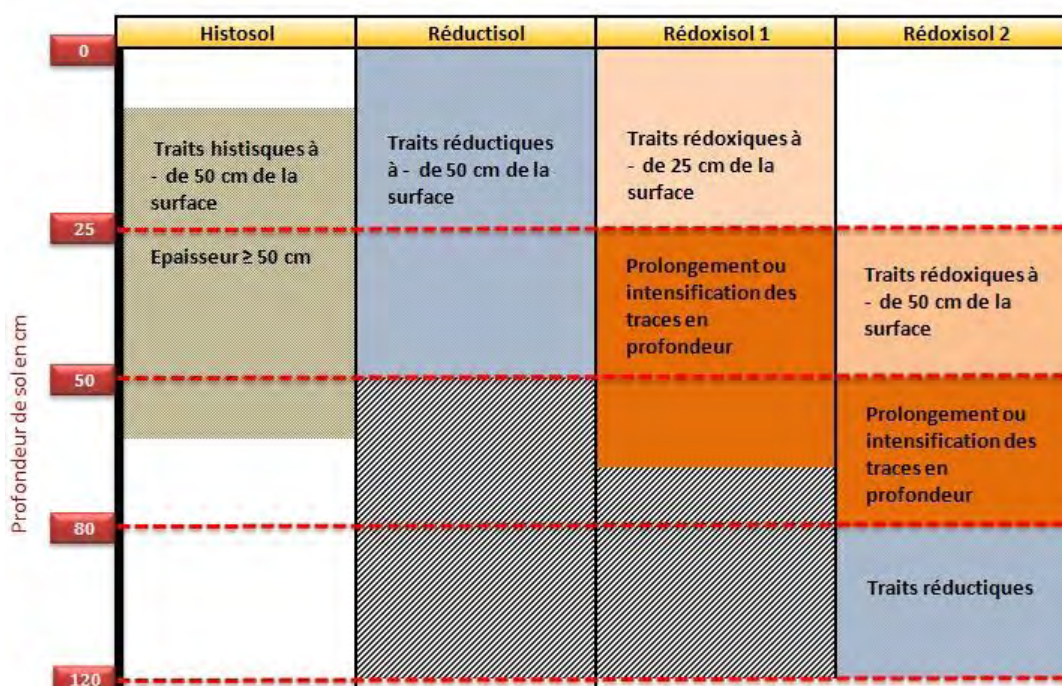 Histosol
Réductisol
Rédoxisol 1
Rédoxisol 2
0
Traits histisques à
- de 50 cm de la
surface
Traits réductiques
à - de 50 cm de la
surface
Traits rédoxiques à
- de 25 cm de la
surface
25
Epaisseur ≥ 50 cm
Prolongement ou
intensification des
traces en
profondeur
Traits rédoxiques à
- de 50 cm de la
surface
Profondeur de sol en cm
50
Prolongement ou
intensification des
traces en
profondeur
80
Traits réductiques
120